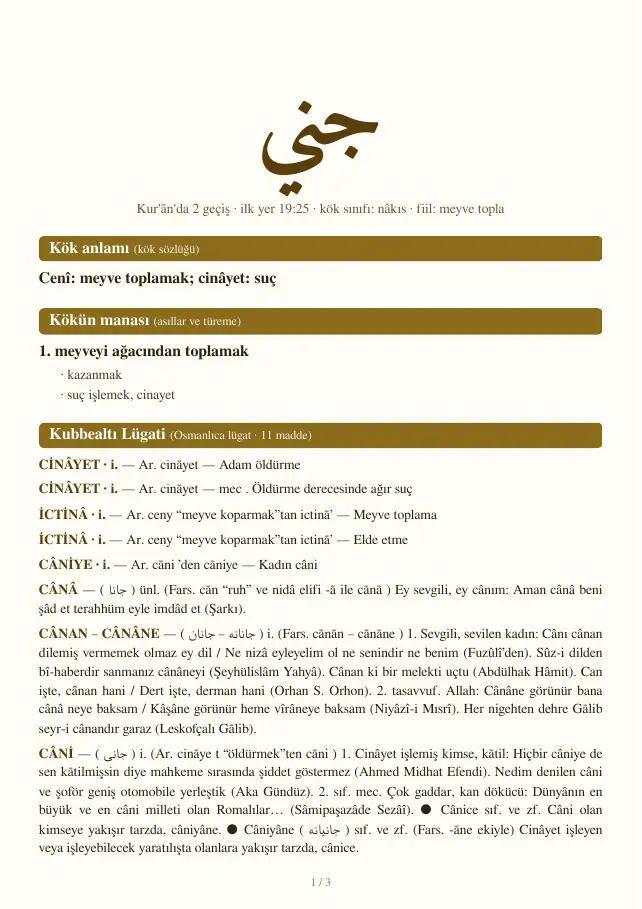 جني
Kur'ân'da 2 geçiş · ilk yer 19:25 · kök sınıfı: nâkıs · fiil: meyve topla
Kök anlamı (kök sözlüğü)
Cenî: meyve toplamak; cinâyet: suç
Kökün manası (asıllar ve türeme)
1. meyveyi ağacından toplamak
· kazanmak
· suç işlemek, cinayet
Kubbealtı Lügati (Osmanlıca lügat · 11 madde)
CİNÂYET · i. — Ar. cināyet — Adam öldürme
CİNÂYET · i. — Ar. cināyet — mec . Öldürme derecesinde ağır suç
İCTİNÂ · i. — Ar. ceny “meyve koparmak”tan ictinā’ — Meyve toplama
İCTİNÂ · i. — Ar. ceny “meyve koparmak”tan ictinā’ — Elde etme
CÂNİYE · i. — Ar. cāni ’den cāniye — Kadın câni
CÂNÂ — ( جانا ) ünl. (Fars. cān “ruh” ve nidâ elifi -ā ile cānā ) Ey sevgili, ey cânım: Aman cânâ beni
şâd et terahhüm eyle imdâd et (Şarkı).
CÂNAN – CÂNÂNE — ( جانان – جانانه ) i. (Fars. cānān – cānāne ) 1. Sevgili, sevilen kadın: Cânı cânan
dilemiş vermemek olmaz ey dil / Ne nizâ eyleyelim ol ne senindir ne benim (Fuzûlî’den). Sûz-i dilden
bî-haberdir sanmanız cânâneyi (Şeyhülislâm Yahyâ). Cânan ki bir melekti uçtu (Abdülhak Hâmit). Can
işte, cânan hani / Dert işte, derman hani (Orhan S. Orhon). 2. tasavvuf. Allah: Cânâne görünür bana
cânâ neye baksam / Kâşâne görünür heme vîrâneye baksam (Niyâzî-i Mısrî). Her nigehten dehre Gālib
seyr-i cânandır garaz (Leskofçalı Gālib).
CÂNİ — ( جانى ) i. (Ar. cināye t “öldürmek”ten cāni ) 1. Cinâyet işlemiş kimse, kātil: Hiçbir câniye de
sen kātilmişsin diye mahkeme sırasında şiddet göstermez (Ahmed Midhat Efendi). Nedim denilen câni
ve şoför geniş otomobile yerleştik (Aka Gündüz). 2. sıf. mec. Çok gaddar, kan dökücü: Dünyânın en
büyük ve en câni milleti olan Romalılar… (Sâmipaşazâde Sezâî). ● Cânice sıf. ve zf. Câni olan
kimseye yakışır tarzda, câniyâne. ● Câniyâne ( جانیانه ) sıf. ve zf. (Fars. -āne ekiyle) Cinâyet işleyen
veya işleyebilecek yaratılışta olanlara yakışır tarzda, cânice.
1 / 3